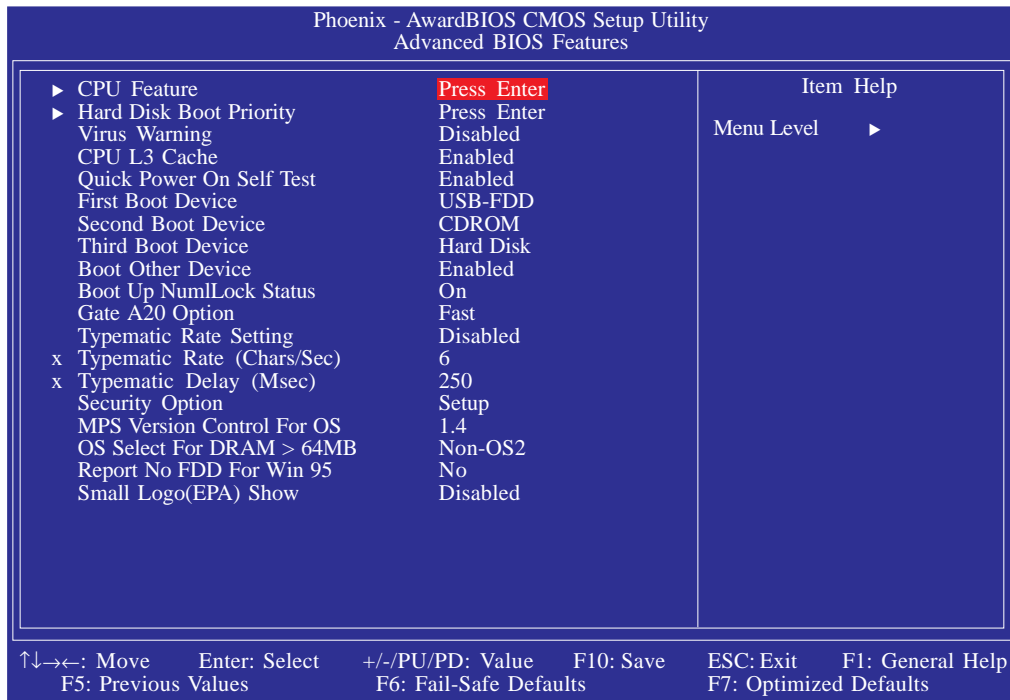 Phoenix - AwardBIOS CMOS Setup Utility
Advanced BIOS Features
▶ CPU Feature Press Enter
▶ Hard Disk Boot Priority Press Enter
Virus Warning Disabled
CPU L3 Cache Enabled
Quick Power On Self Test Enabled
First Boot Device USB-FDD
Second Boot Device CDROM
Third Boot Device Hard Disk
Boot Other Device Enabled
Boot Up NumlLock Status On
Gate A20 Option Fast
Typematic Rate Setting Disabled
x Typematic Rate (Chars/Sec) 6
x Typematic Delay (Msec) 250
Security Option Setup
MPS Version Control For OS 1.4
OS Select For DRAM > 64MB Non-OS2
Report No FDD For Win 95 No
Small Logo(EPA) Show Disabled
Item Help
Menu Level ▶
↑↓→←: Move Enter: Select +/-/PU/PD: Value F10: Save ESC: Exit F1: General Help
F5: Previous Values F6: Fail-Safe Defaults F7: Optimized Defaults